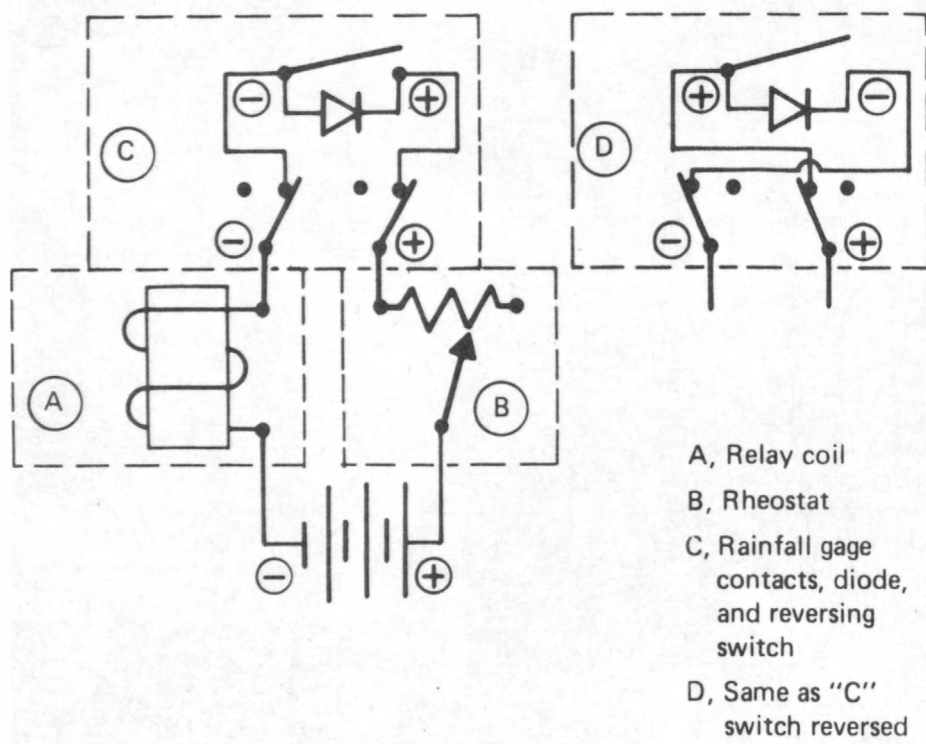 C
−
+
−
+
D
+
−
−
+
A
B
−
+
A, Relay coil
B, Rheostat
C, Rainfall gage
contacts, diode,
and reversing
switch
D, Same as "C"
switch reversed